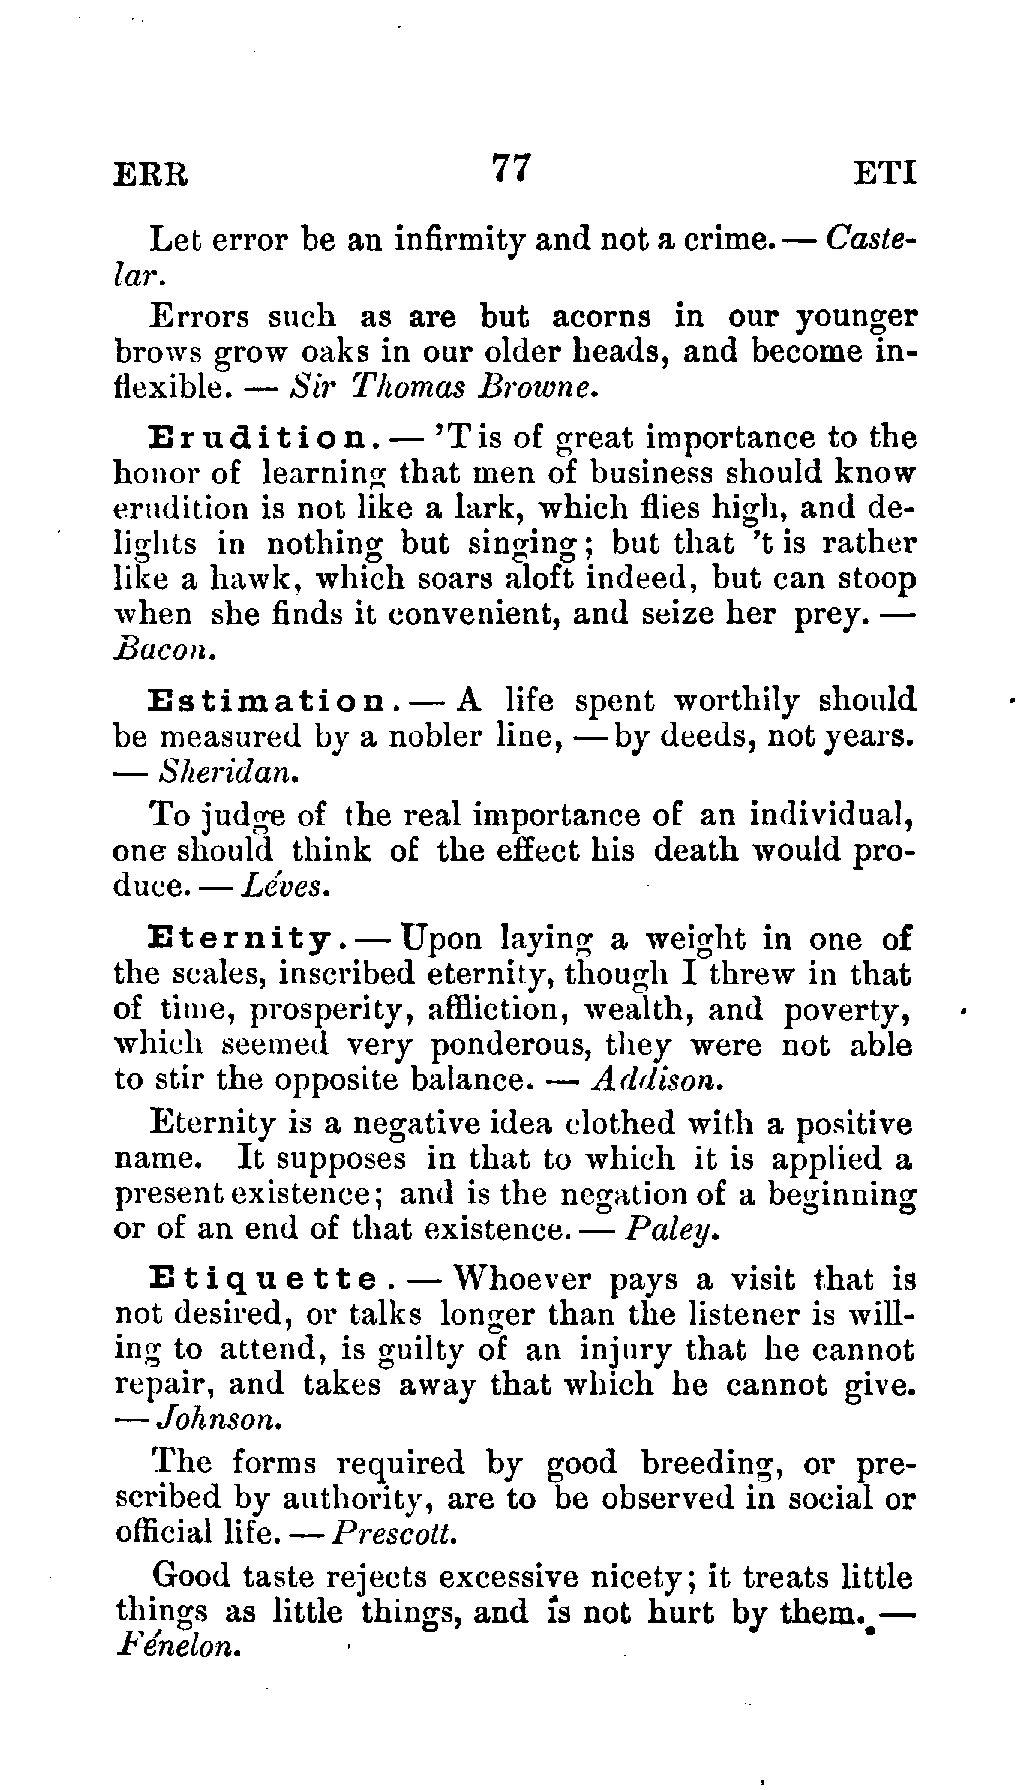 ERR 77 ETI
Let error be an infirmity and not a crime. — Caste-
lar.
Errors such as are but acorns in our younger
brows grow oaks in our older heads, and become in-
flexible. — Sir Thomas Browne.
Erudition. — 'T is of great importance to the
honor of learning that men of business should know
erudition is not like a lark, which flies high, and de-
lights in nothing but singing; but that 't is rather
like a hawk, which soars aloft indeed, but can stoop
when she finds it convenient, and seize her prey. —
Bacon.
Estimation. — A life spent worthily should
be measured by a nobler line, — by deeds, not years.
— Sheridan.
To judge of the real importance of an individual,
one should think of the effect his death would pro-
duce. — Léves.
Eternity. — Upon laying a weight in one of
the scales, inscribed eternity, though I threw in that
of time, prosperity, affliction, wealth, and poverty,
which seemed very ponderous, they were not able
to stir the opposite balance. — Addison.
Eternity is a negative idea clothed with a positive
name. It supposes in that to which it is applied a
present existence; and is the negation of a beginning
or of an end of that existence. — Paley.
Etiquette. — Whoever pays a visit that is
not desired, or talks longer than the listener is will-
ing to attend, is guilty of an injury that he cannot
repair, and takes away that which he cannot give.
— Johnson.
The forms required by good breeding, or pre-
scribed by authority, are to be observed in social or
official life. — Prescott.
Good taste rejects excessive nicety; it treats little
things as little things, and is not hurt by them. —
Fénelon.